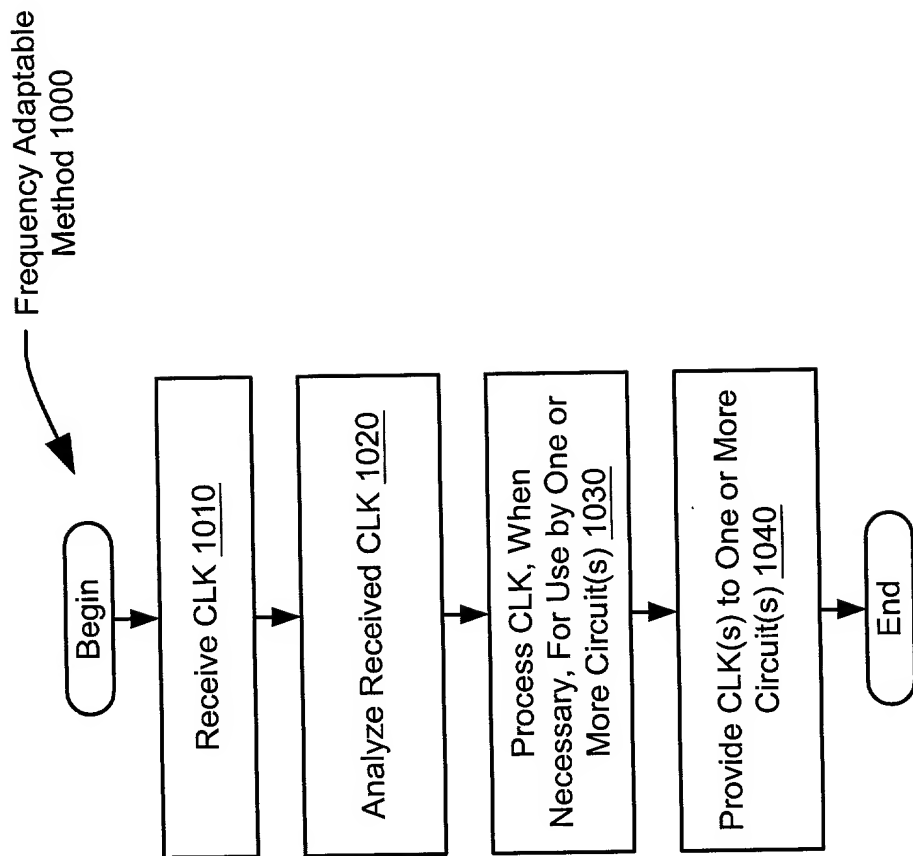 Frequency Adaptable
Method 1000
Begin
Receive CLK 1010
Analyze Received CLK 1020
Process CLK, When
Necessary, For Use by One or
More Circuit(s) 1030
Provide CLK(s) to One or More
Circuit(s) 1040
End